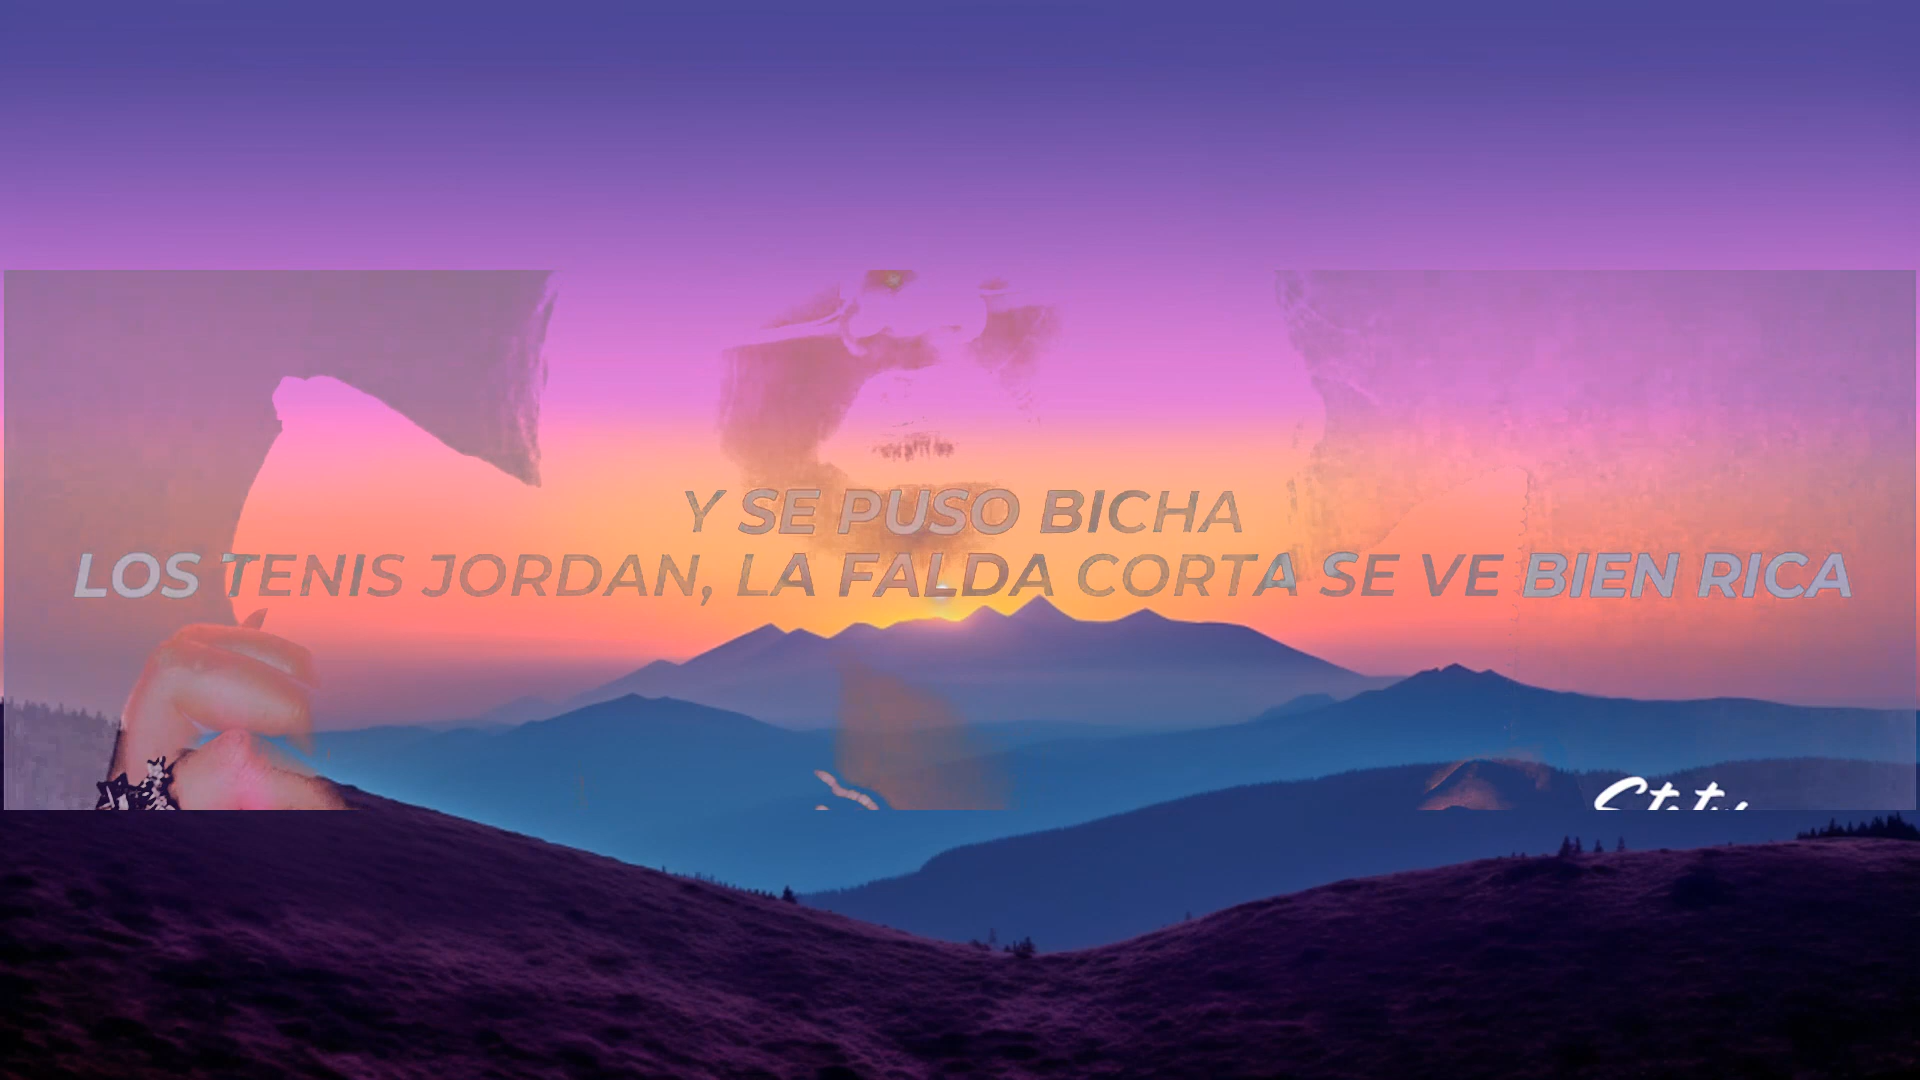 Y SE PUSO BICHA
LOS TENIS JORDAN, LA FALDA CORTA SE VE BIEN RICA